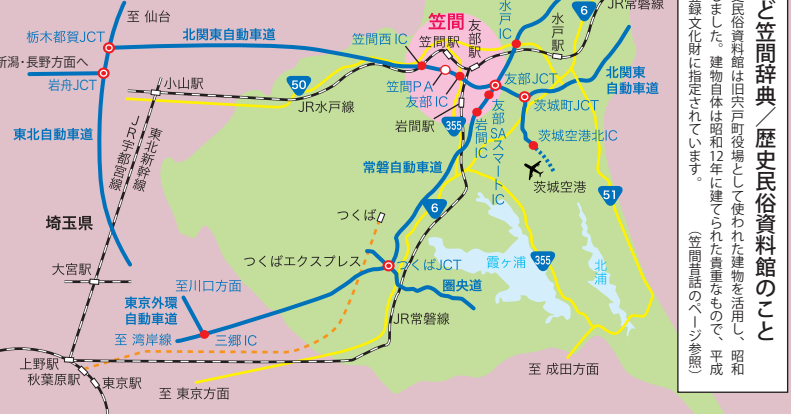 至 仙台
栃木都賀JCT
北関東自動車道
新潟・長野方面へ
岩舟JCT
小山駅
50
JR水戸線
東北自動車道
東北新幹線
JR宇都宮線
埼玉県
大宮駅
至川口方面
東京外環
自動車道
至 湾岸線
三郷IC
上野駅
秋葉原駅
東京駅
至 東京方面
笠間
笠間西IC
笠間駅
友部駅
水戸IC
水戸駅
6
JR常磐線
笠間PA
友部IC
友部JCT
北関東
自動車道
茨城町JCT
岩間駅
355
岩間IC
友部SAスマートIC
茨城空港北IC
茨城空港
常磐自動車道
6
51
つくば
つくばエクスプレス
つくばJCT
圏央道
霞ヶ浦
355
北浦
JR常磐線
至 成田方面
ど笠間辞典／歴史民俗資料館のこと
民俗資料館は旧宍戸町役場として使われた建物を活用し、昭和
ました。建物自体は昭和12年に建てられた貴重なもので、平成
録文化財に指定されています。
（笠間昔話のページ参照）